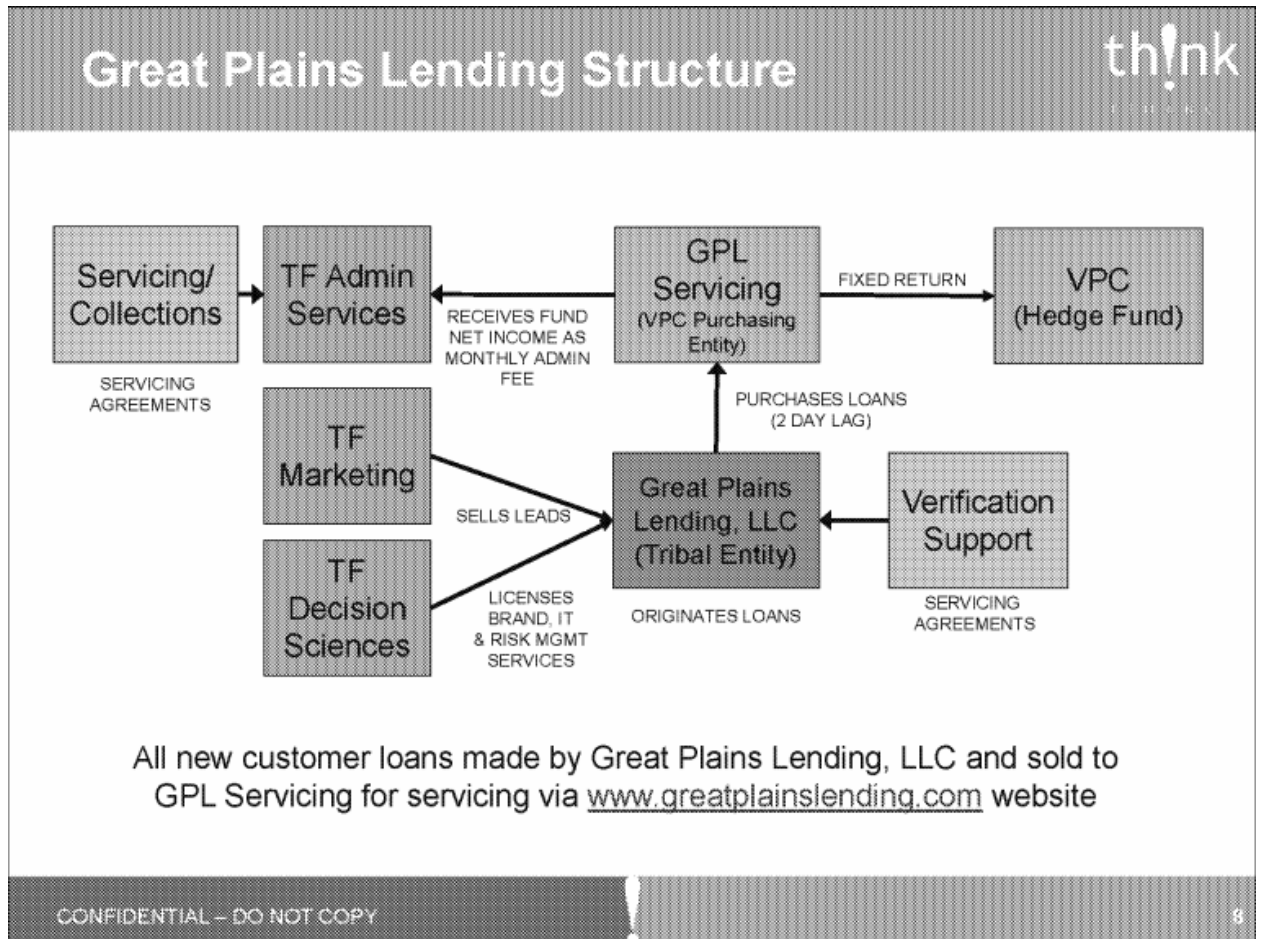 Great Plains Lending Structure
th!nk
FINANCE
Servicing/
Collections
SERVICING
AGREEMENTS
TF Admin
Services
RECEIVES FUND
NET INCOME AS
MONTHLY ADMIN
FEE
GPL
Servicing
(VPC Purchasing
Entity)
FIXED RETURN
VPC
(Hedge Fund)
PURCHASES LOANS
(2 DAY LAG)
TF
Marketing
SELLS LEADS
TF
Decision
Sciences
LICENSES
BRAND, IT
& RISK MGMT
SERVICES
Great Plains
Lending, LLC
(Tribal Entity)
ORIGINATES LOANS
Verification
Support
SERVICING
AGREEMENTS
All new customer loans made by Great Plains Lending, LLC and sold to
GPL Servicing for servicing via www.greatplainslending.com website
CONFIDENTIAL – DO NOT COPY
8